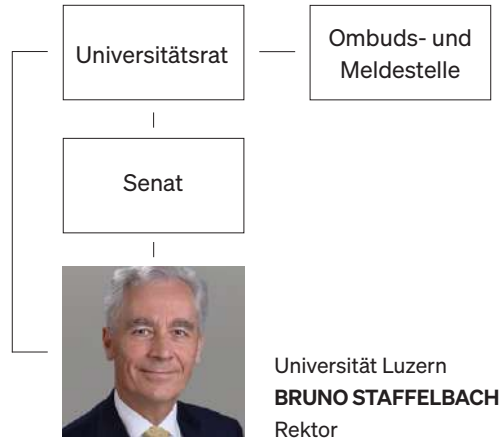 Universitätsrat
Ombuds- und
Meldestelle
Senat
Universität Luzern
BRUNO STAFFELBACH
Rektor